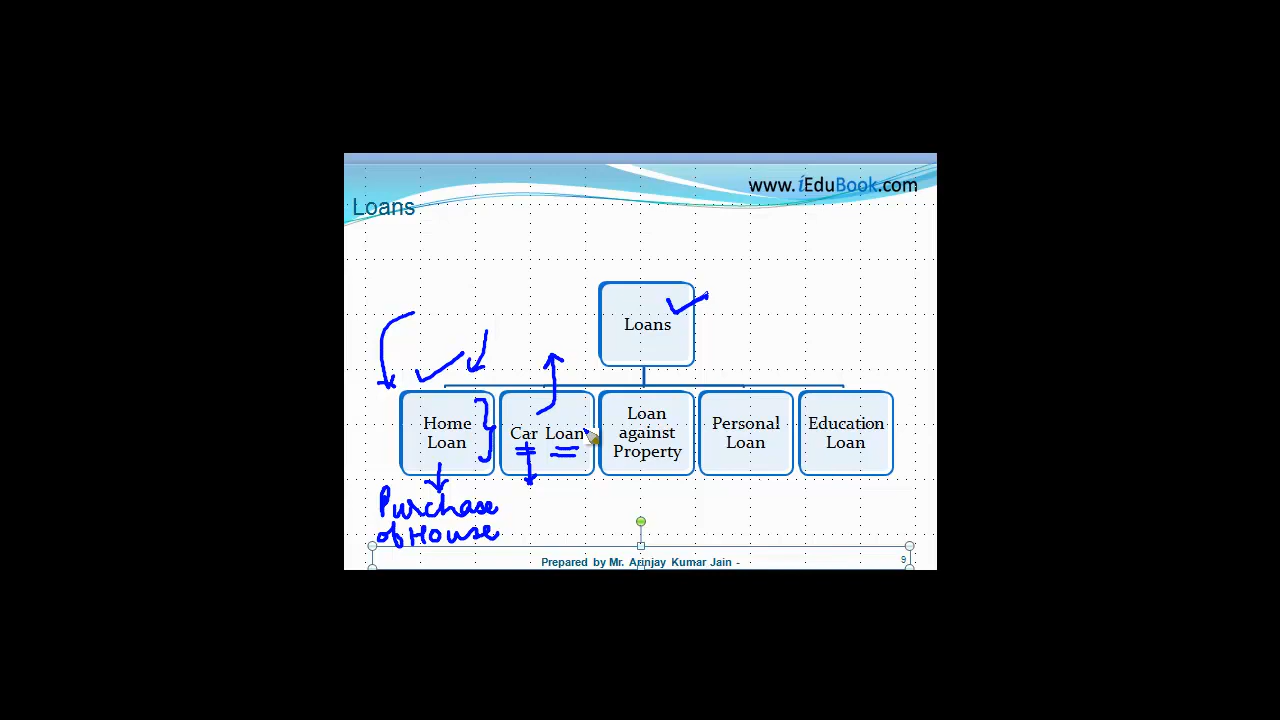 www.iEduBook.com
Loans
Loans
Home
Loan
Car Loan
Loan
against
Property
Personal
Loan
Education
Loan
Purchase
of House
Prepared by Mr. Arinjay Kumar Jain -
9